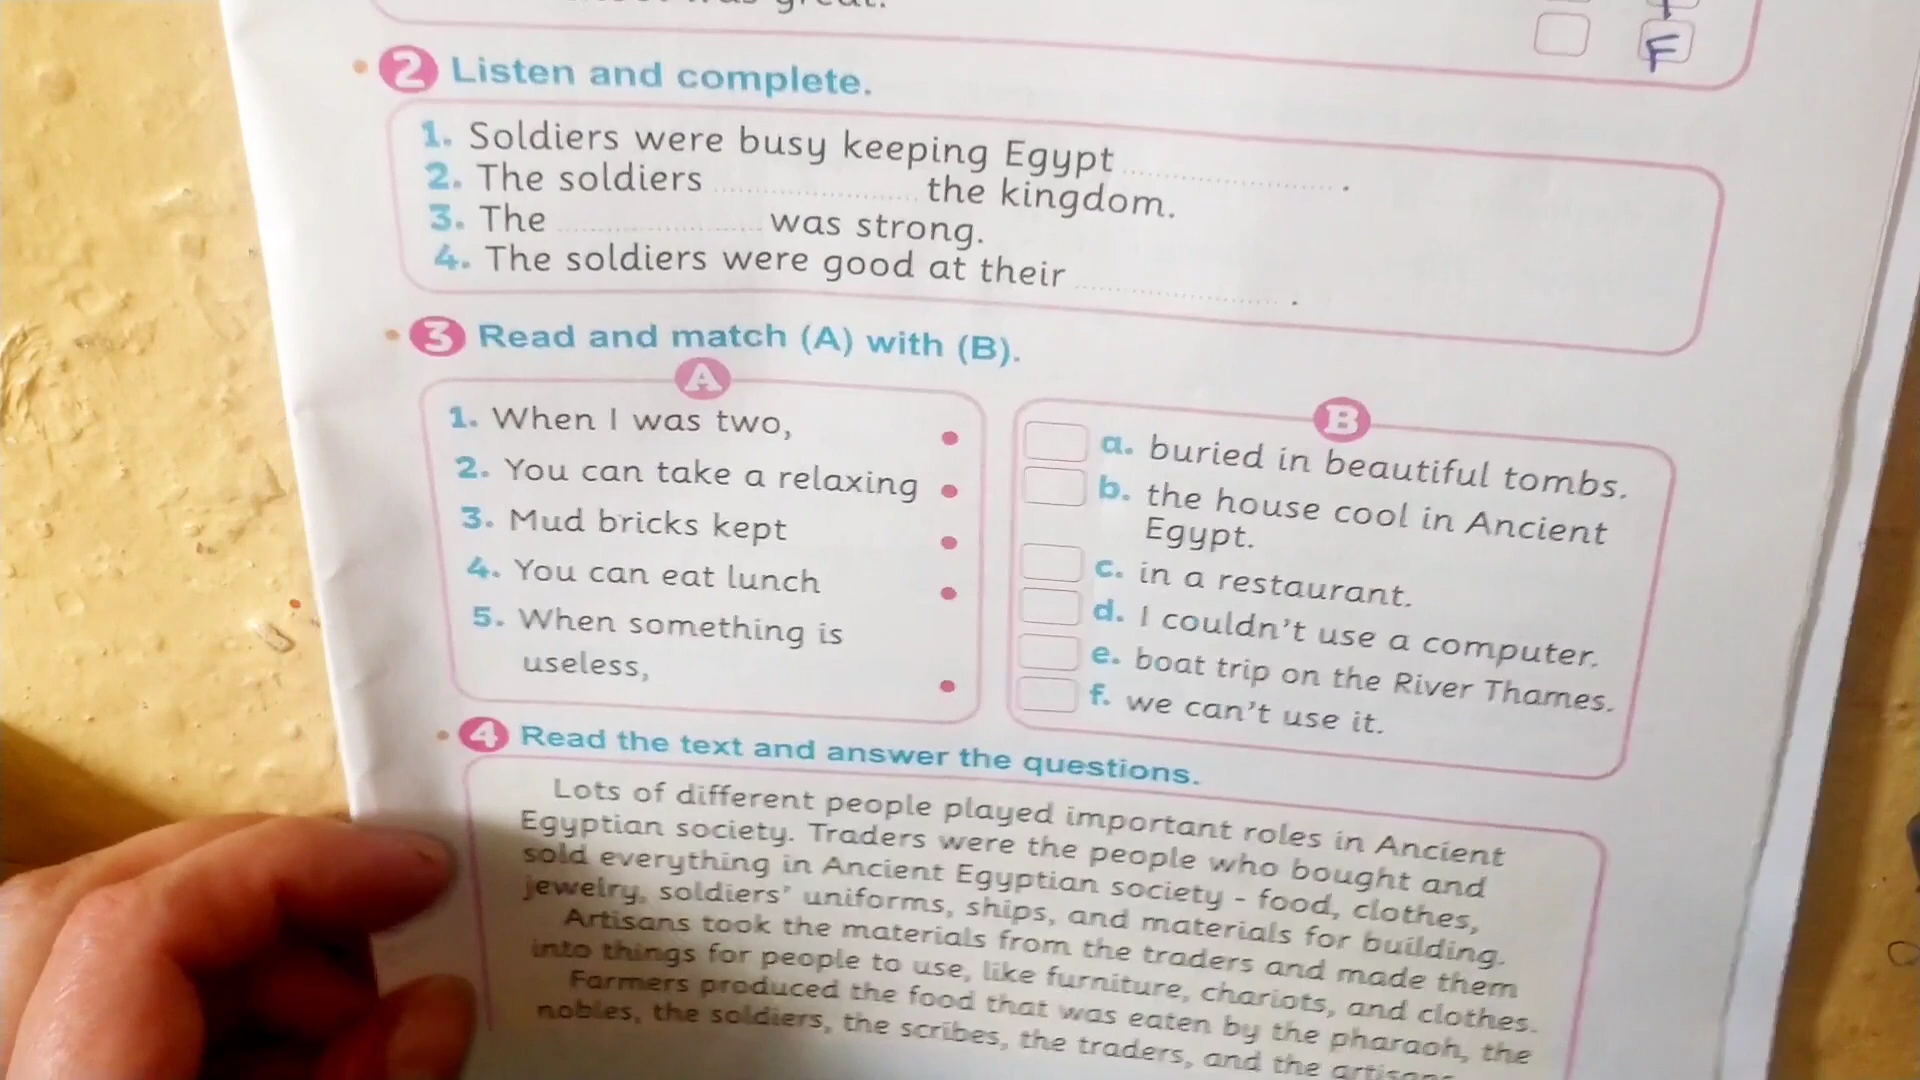 F
2 Listen and complete.
1. Soldiers were busy keeping Egypt .................... .
2. The soldiers .................... the kingdom.
3. The .................... was strong.
4. The soldiers were good at their .................... .
3 Read and match (A) with (B).
A
1. When I was two,
2. You can take a relaxing
3. Mud bricks kept
4. You can eat lunch
5. When something is
useless,
B
a. buried in beautiful tombs.
b. the house cool in Ancient
Egypt.
c. in a restaurant.
d. I couldn't use a computer.
e. boat trip on the River Thames.
f. we can't use it.
4 Read the text and answer the questions.
Lots of different people played important roles in Ancient
Egyptian society. Traders were the people who bought and
sold everything in Ancient Egyptian society - food, clothes,
jewelry, soldiers' uniforms, ships, and materials for building.
Artisans took the materials from the traders and made them
into things for people to use, like furniture, chariots, and clothes.
Farmers produced the food that was eaten by the pharaoh, the
nobles, the soldiers, the scribes, the traders, and the